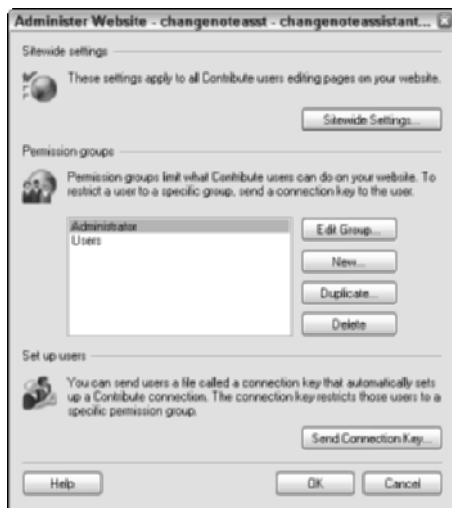 Administer Website - changenoteasst - changenoteassistant...
Sitewide settings
These settings apply to all Contribute users editing pages on your website.
Sitewide Settings...
Permission groups
Permission groups limit what Contribute users can do on your website. To
restrict a user to a specific group, send a connection key to the user.
Administrator
Users
Edit Group...
New...
Duplicate...
Delete
Set up users
You can send users a file called a connection key that automatically sets
up a Contribute connection. The connection key restricts those users to a
specific permission group.
Send Connection Key...
Help
OK
Cancel